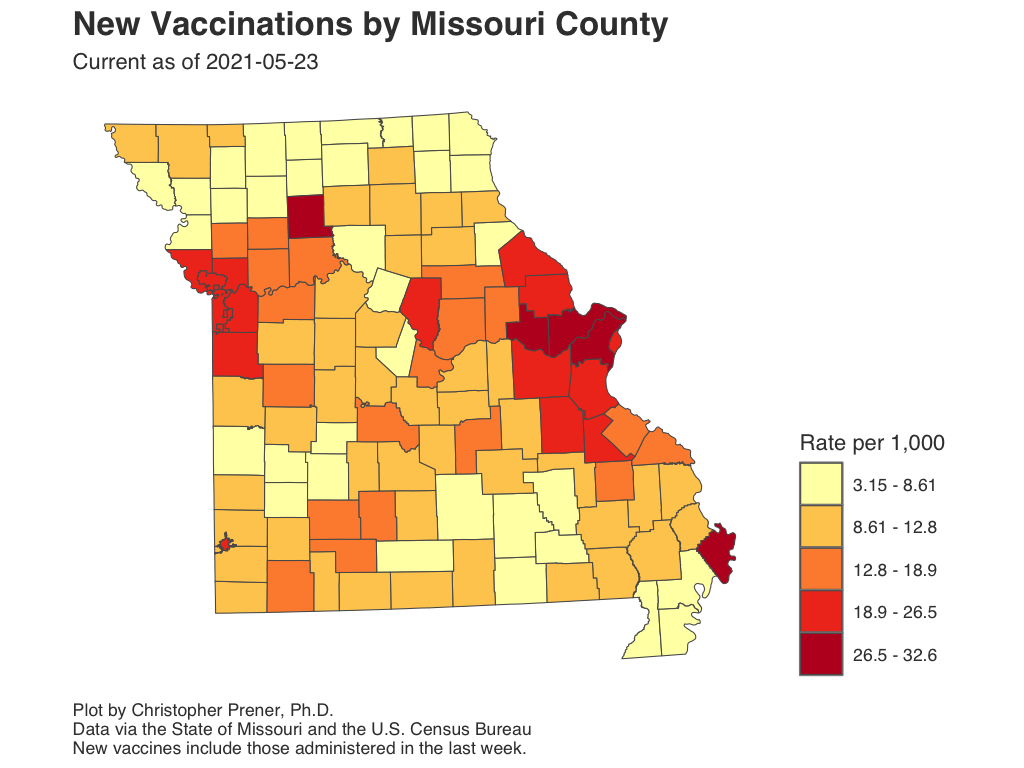 New Vaccinations by Missouri County
Current as of 2021-05-23
Rate per 1,000
3.15 - 8.61
8.61 - 12.8
12.8 - 18.9
18.9 - 26.5
26.5 - 32.6
Plot by Christopher Prener, Ph.D.
Data via the State of Missouri and the U.S. Census Bureau
New vaccines include those administered in the last week.